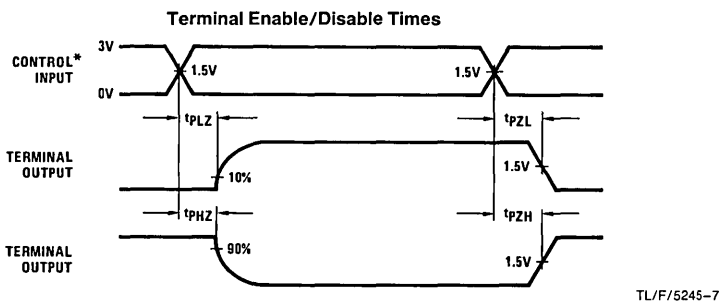 Terminal Enable/Disable Times
3V
CONTROL*
INPUT
1.5V
1.5V
0V
tPLZ
tPZL
TERMINAL
OUTPUT
1.5V
10%
tPHZ
tPZH
90%
TERMINAL
OUTPUT
1.5V
TL/F/5245-7